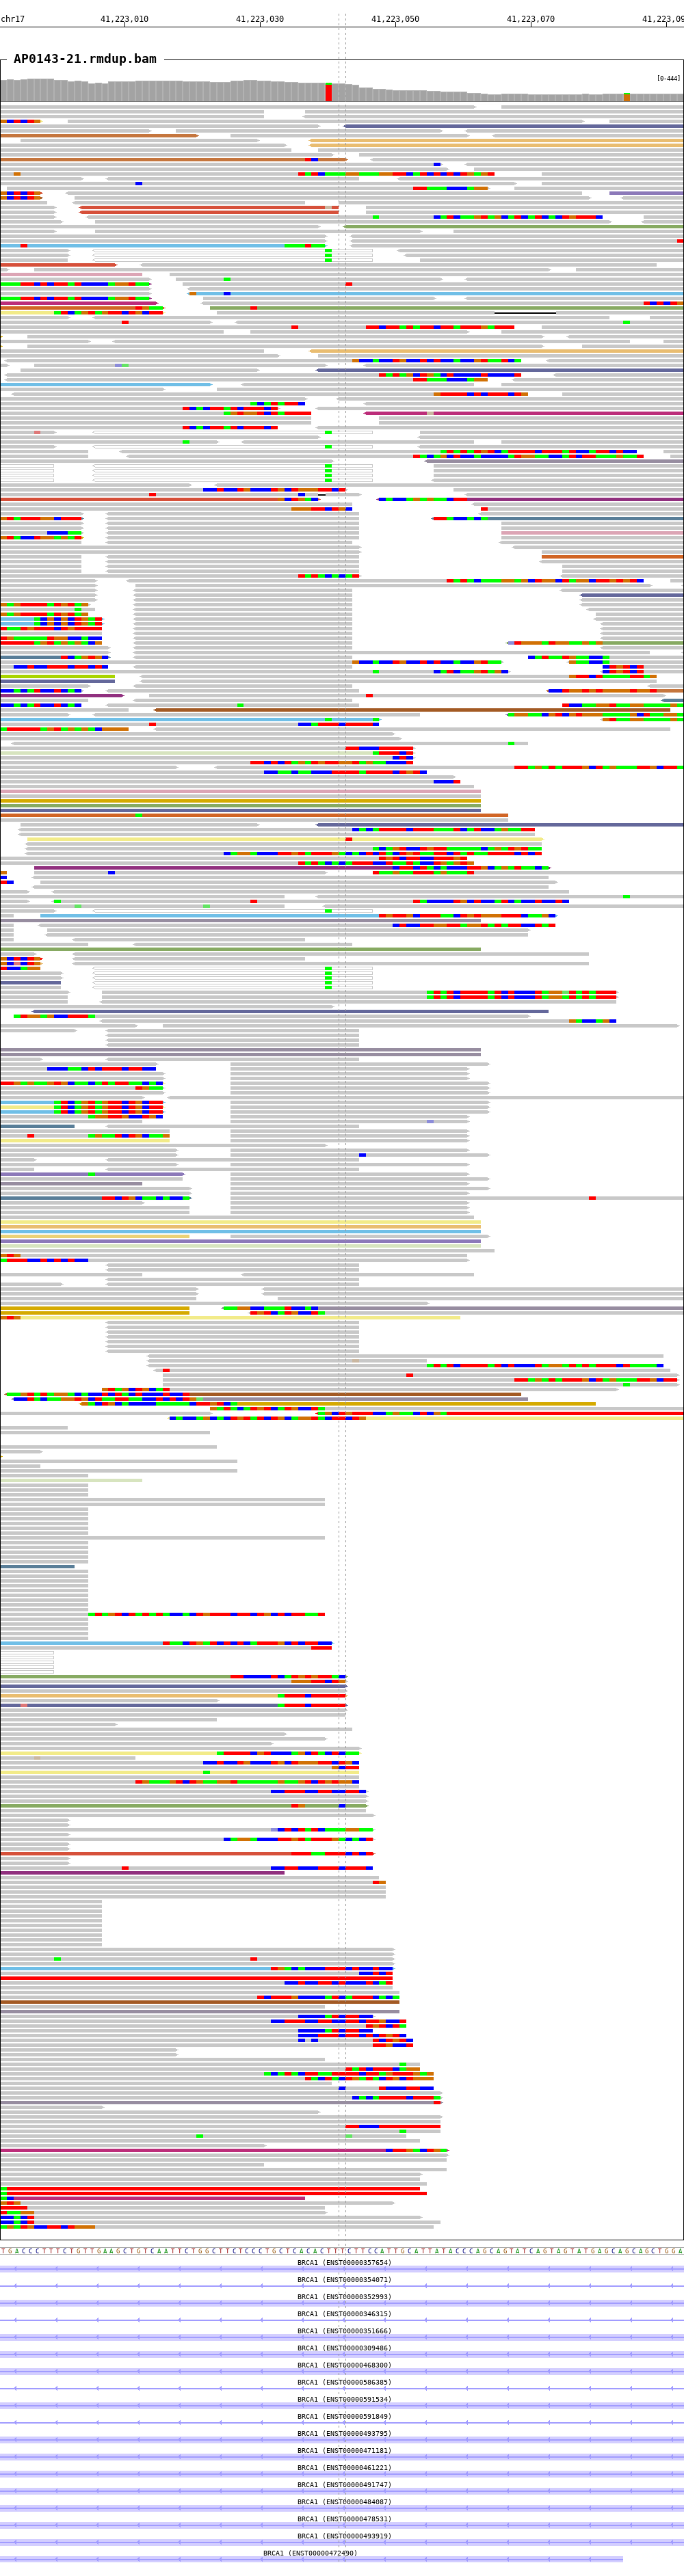 chr17 41,223,010 41,223,030 41,223,050 41,223,070 41,223,09
AP0143-21.rmdup.bam
[0-444]
TGACCCTTTCTGTTGAAGCTGTCAATTCTGGCTTCTCCCTGCTCACACTTTCTTCCATTGCATTATACCCAGCAGTATCAGTAGTATGAGCAGCAGCTGGA
BRCA1 (ENST00000357654)
BRCA1 (ENST00000354071)
BRCA1 (ENST00000352993)
BRCA1 (ENST00000346315)
BRCA1 (ENST00000351666)
BRCA1 (ENST00000309486)
BRCA1 (ENST00000468300)
BRCA1 (ENST00000586385)
BRCA1 (ENST00000591534)
BRCA1 (ENST00000591849)
BRCA1 (ENST00000493795)
BRCA1 (ENST00000471181)
BRCA1 (ENST00000461221)
BRCA1 (ENST00000491747)
BRCA1 (ENST00000484087)
BRCA1 (ENST00000478531)
BRCA1 (ENST00000493919)
BRCA1 (ENST00000472490)